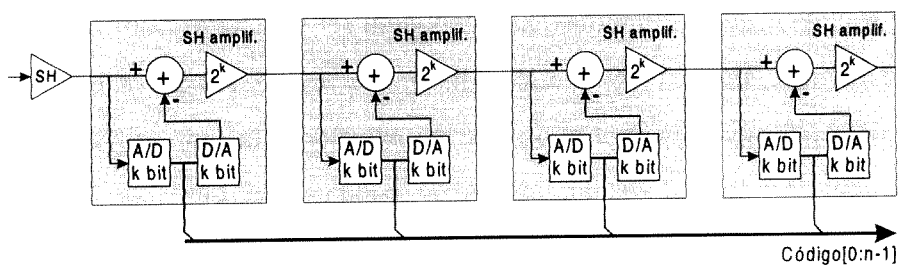 SH
SH amplif.
+
+
-
2^k
A/D
k bit
D/A
k bit
SH amplif.
+
+
-
2^k
A/D
k bit
D/A
k bit
SH amplif.
+
+
-
2^k
A/D
k bit
D/A
k bit
SH amplif.
+
+
-
2^k
A/D
k bit
D/A
k bit
Código[0:n-1]